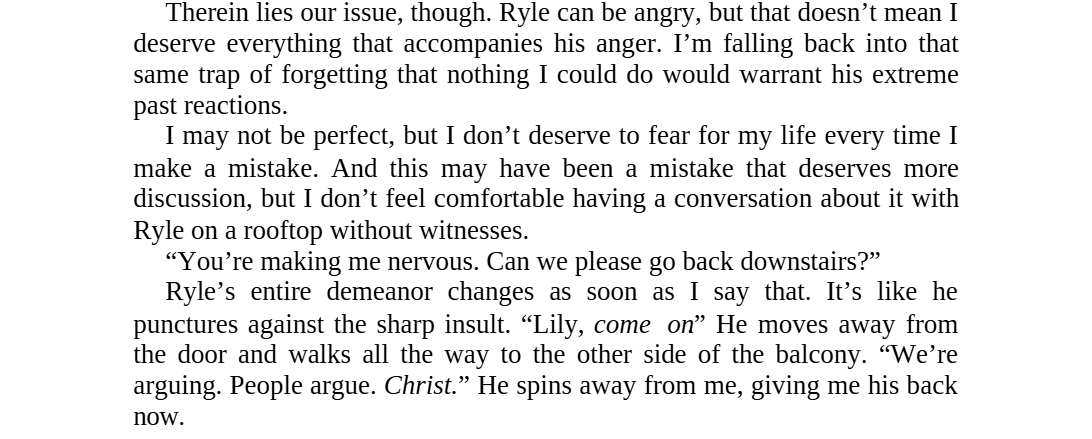 Therein lies our issue, though. Ryle can be angry, but that doesn’t mean I
deserve everything that accompanies his anger. I’m falling back into that
same trap of forgetting that nothing I could do would warrant his extreme
past reactions.
I may not be perfect, but I don’t deserve to fear for my life every time I
make a mistake. And this may have been a mistake that deserves more
discussion, but I don’t feel comfortable having a conversation about it with
Ryle on a rooftop without witnesses.
“You’re making me nervous. Can we please go back downstairs?”
Ryle’s entire demeanor changes as soon as I say that. It’s like he
punctures against the sharp insult. “Lily, come on” He moves away from
the door and walks all the way to the other side of the balcony. “We’re
arguing. People argue. Christ.” He spins away from me, giving me his back
now.